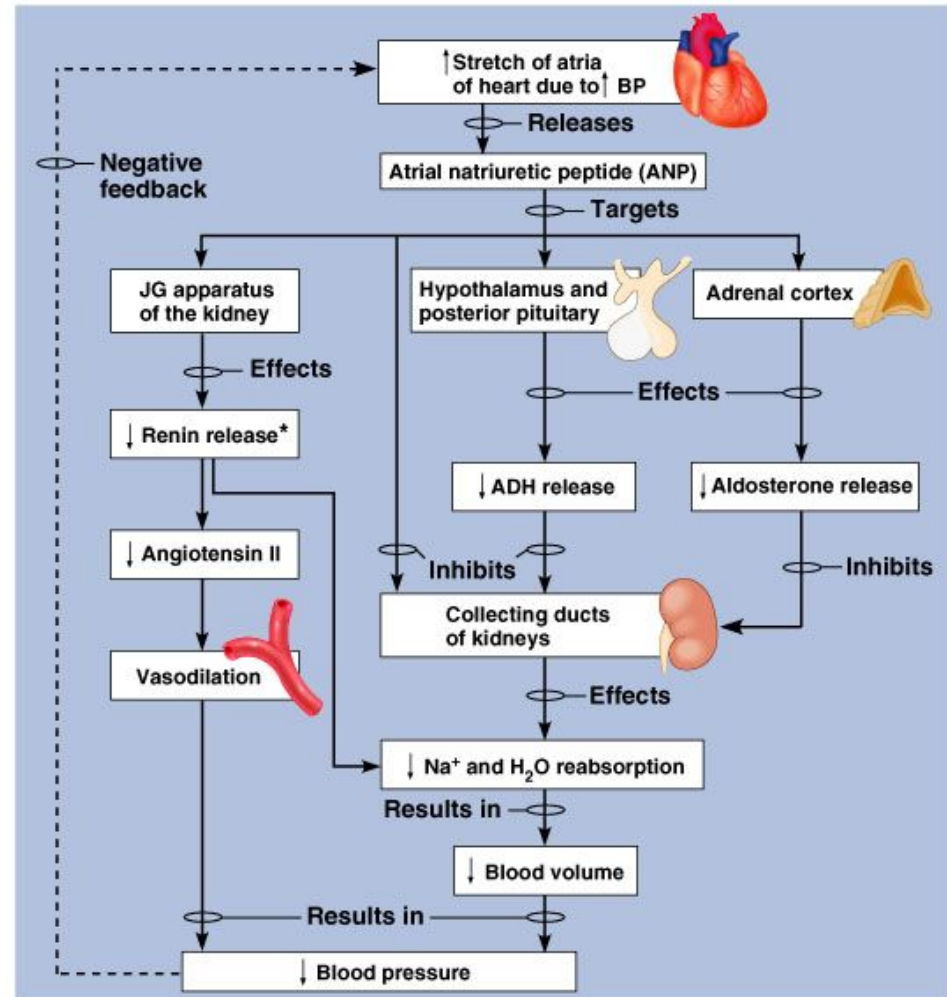 ↑Stretch of atria
of heart due to↑ BP
Releases
Negative
feedback
Atrial natriuretic peptide (ANP)
Targets
JG apparatus
of the kidney
Hypothalamus and
posterior pituitary
Adrenal cortex
Effects
Effects
↓ Renin release*
↓ ADH release
↓ Aldosterone release
↓ Angiotensin II
Inhibits
Inhibits
Collecting ducts
of kidneys
Vasodilation
Effects
↓ Na⁺ and H₂O reabsorption
Results in
↓ Blood volume
Results in
↓ Blood pressure